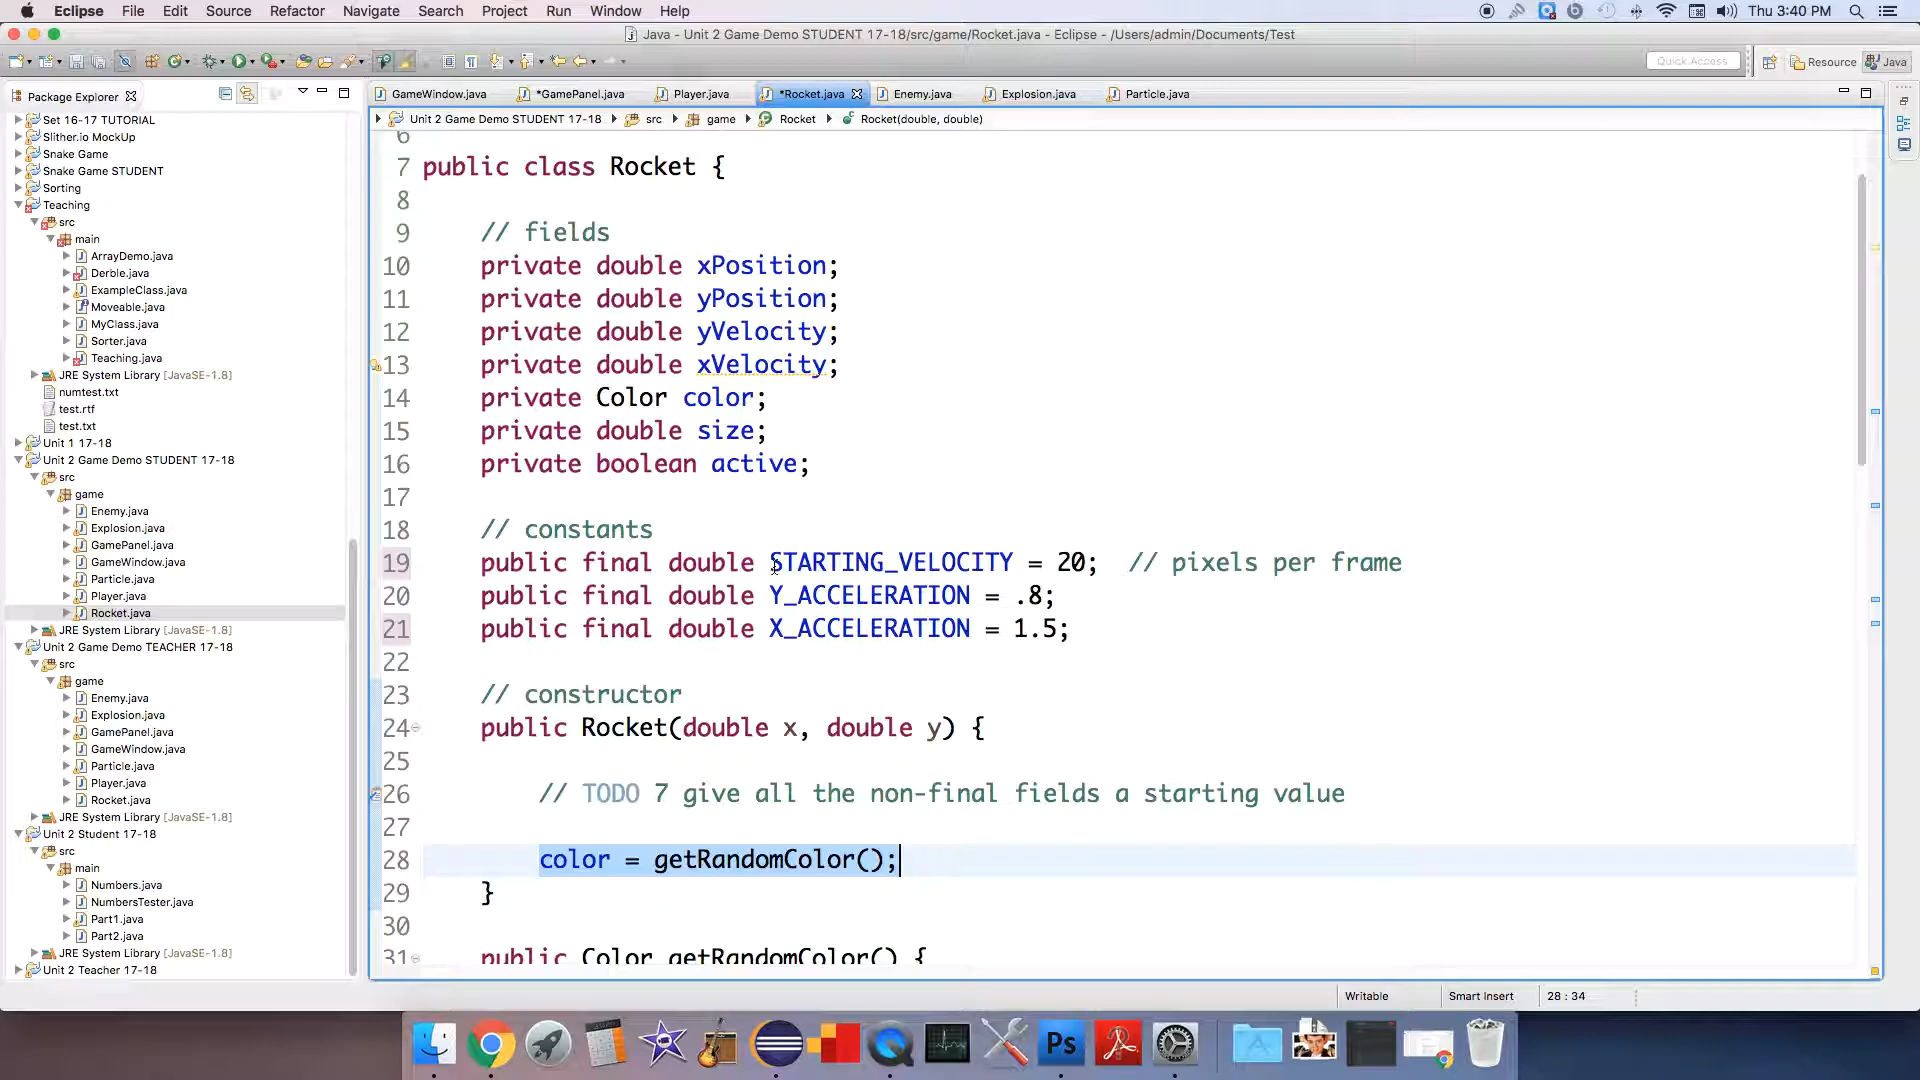 Eclipse File Edit Source Refactor Navigate Search Project Run Window Help Thu 3:40 PM
Java - Unit 2 Game Demo STUDENT 17-18/src/game/Rocket.java - Eclipse - /Users/admin/Documents/Test
Quick Access Resource Java
Package Explorer
GameWindow.java *GamePanel.java Player.java *Rocket.java Enemy.java Explosion.java Particle.java
Unit 2 Game Demo STUDENT 17-18 src game Rocket Rocket(double, double)
Set 16-17 TUTORIAL
Slither.io MockUp
Snake Game
Snake Game STUDENT
Sorting
Teaching
src
main
ArrayDemo.java
Derble.java
ExampleClass.java
Moveable.java
MyClass.java
Sorter.java
Teaching.java
JRE System Library [JavaSE-1.8]
numtest.txt
test.rtf
test.txt
Unit 1 17-18
Unit 2 Game Demo STUDENT 17-18
src
game
Enemy.java
Explosion.java
GamePanel.java
GameWindow.java
Particle.java
Player.java
Rocket.java
JRE System Library [JavaSE-1.8]
Unit 2 Game Demo TEACHER 17-18
src
game
Enemy.java
Explosion.java
GamePanel.java
GameWindow.java
Particle.java
Player.java
Rocket.java
JRE System Library [JavaSE-1.8]
Unit 2 Student 17-18
src
main
Numbers.java
NumbersTester.java
Part1.java
Part2.java
JRE System Library [JavaSE-1.8]
Unit 2 Teacher 17-18
6
7 public class Rocket {
8
9 // fields
10 private double xPosition;
11 private double yPosition;
12 private double yVelocity;
13 private double xVelocity;
14 private Color color;
15 private double size;
16 private boolean active;
17
18 // constants
19 public final double STARTING_VELOCITY = 20; // pixels per frame
20 public final double Y_ACCELERATION = .8;
21 public final double X_ACCELERATION = 1.5;
22
23 // constructor
24 public Rocket(double x, double y) {
25
26 // TODO 7 give all the non-final fields a starting value
27
28 color = getRandomColor();
29 }
30
31 public Color getRandomColor() {
Writable Smart Insert 28 : 34
Ps